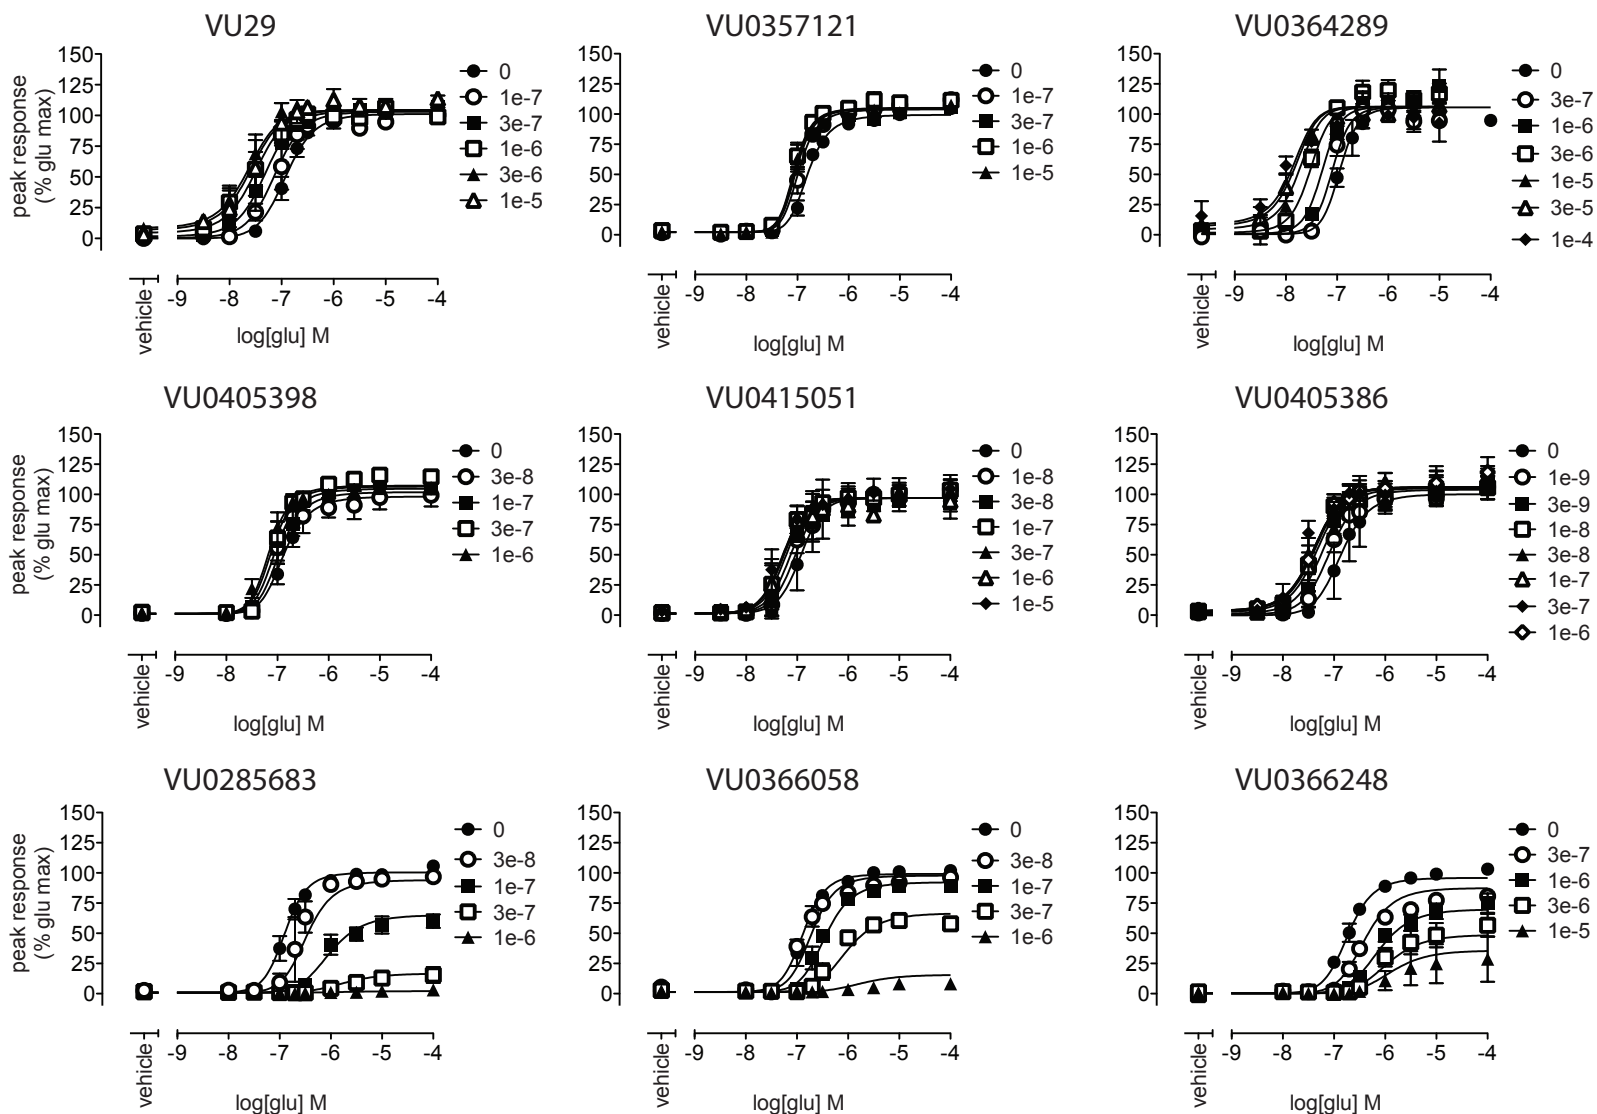 VU29
VU0357121
VU0364289
150
125
100
75
50
25
0
peak response
(% glu max)
0
1e-7
3e-7
1e-6
3e-6
1e-5
vehicle
-9 -8 -7 -6 -5 -4
log[glu] M
150
125
100
75
50
25
0
0
1e-7
3e-7
1e-6
1e-5
vehicle
-9 -8 -7 -6 -5 -4
log[glu] M
150
125
100
75
50
25
0
0
3e-7
1e-6
3e-6
1e-5
3e-5
1e-4
vehicle
-9 -8 -7 -6 -5 -4
log[glu] M
VU0405398
VU0415051
VU0405386
150
125
100
75
50
25
0
peak response
(% glu max)
0
3e-8
1e-7
3e-7
1e-6
vehicle
-9 -8 -7 -6 -5 -4
log[glu] M
150
125
100
75
50
25
0
0
1e-8
3e-8
1e-7
3e-7
1e-6
1e-5
vehicle
-9 -8 -7 -6 -5 -4
log[glu] M
150
125
100
75
50
25
0
0
1e-9
3e-9
1e-8
3e-8
1e-7
3e-7
1e-6
vehicle
-9 -8 -7 -6 -5 -4
log[glu] M
VU0285683
VU0366058
VU0366248
150
125
100
75
50
25
0
peak response
(% glu max)
0
3e-8
1e-7
3e-7
1e-6
vehicle
-9 -8 -7 -6 -5 -4
log[glu] M
150
125
100
75
50
25
0
0
3e-8
1e-7
3e-7
1e-6
vehicle
-9 -8 -7 -6 -5 -4
log[glu] M
150
125
100
75
50
25
0
0
3e-7
1e-6
3e-6
1e-5
vehicle
-9 -8 -7 -6 -5 -4
log[glu] M